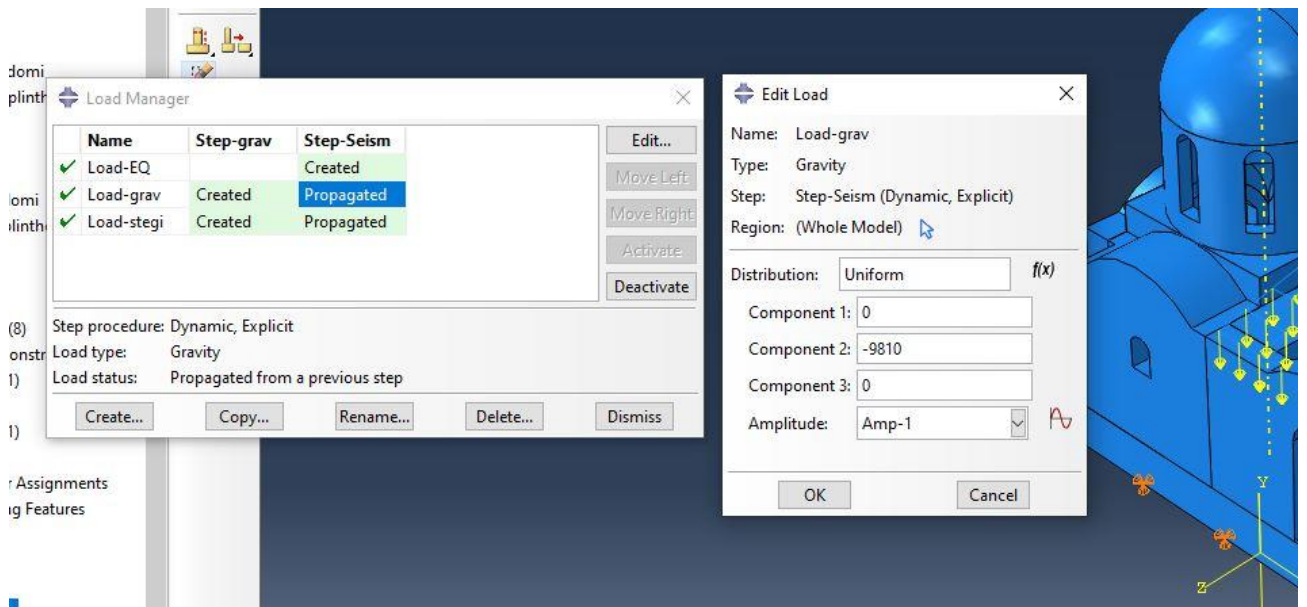 domi
plinth
omi
plinth
(8)
onstr
1)
1)
r Assignments
ng Features
Load Manager
Name Step-grav Step-Seism
Load-EQ Created
Load-grav Created Propagated
Load-stegi Created Propagated
Edit...
Move Left
Move Right
Activate
Deactivate
Step procedure: Dynamic, Explicit
Load type: Gravity
Load status: Propagated from a previous step
Create... Copy... Rename... Delete... Dismiss
Edit Load
Name: Load-grav
Type: Gravity
Step: Step-Seism (Dynamic, Explicit)
Region: (Whole Model)
Distribution: Uniform f(x)
Component 1: 0
Component 2: -9810
Component 3: 0
Amplitude: Amp-1
OK Cancel
Y
Z